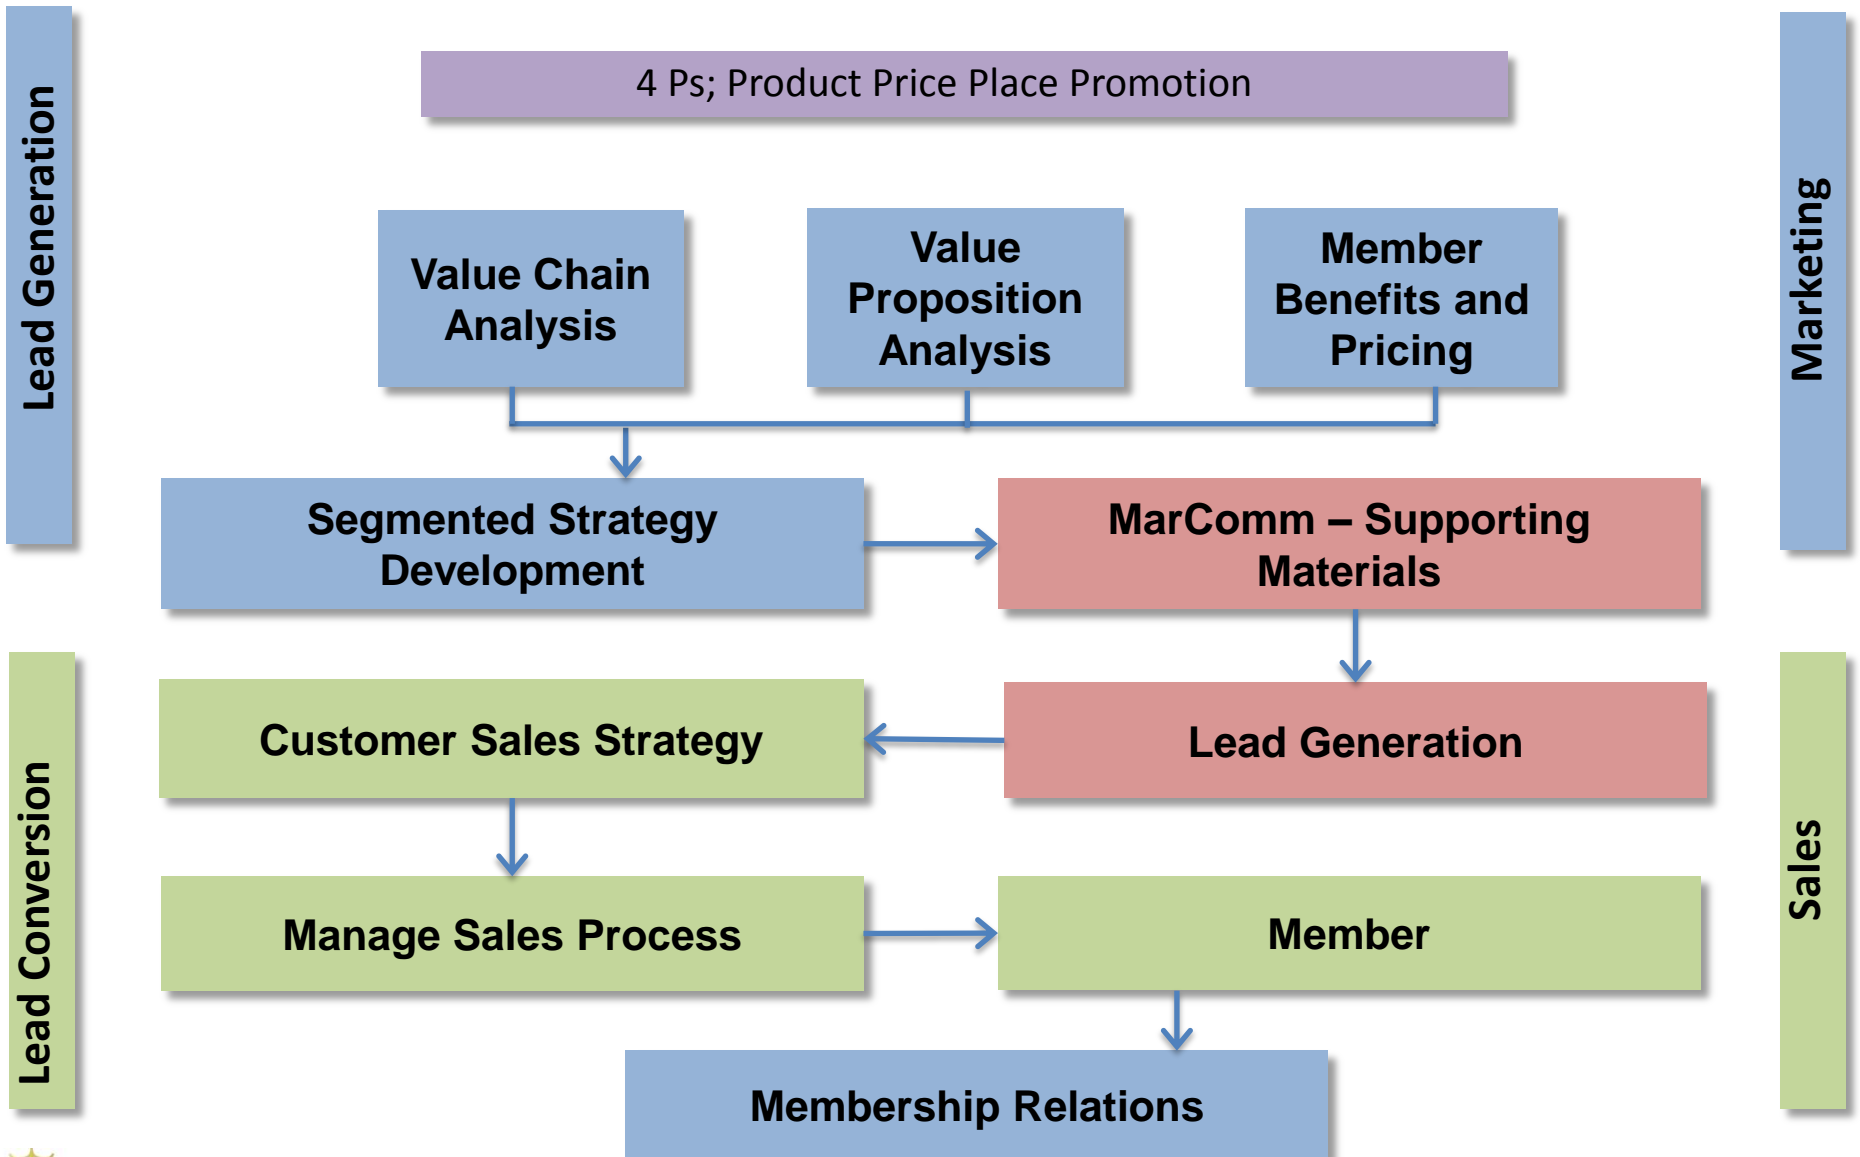 Lead Generation
4 Ps; Product Price Place Promotion
Marketing
Value Chain
Analysis
Value
Proposition
Analysis
Member
Benefits and
Pricing
Segmented Strategy
Development
MarComm – Supporting
Materials
Lead Conversion
Customer Sales Strategy
Lead Generation
Sales
Manage Sales Process
Member
Membership Relations